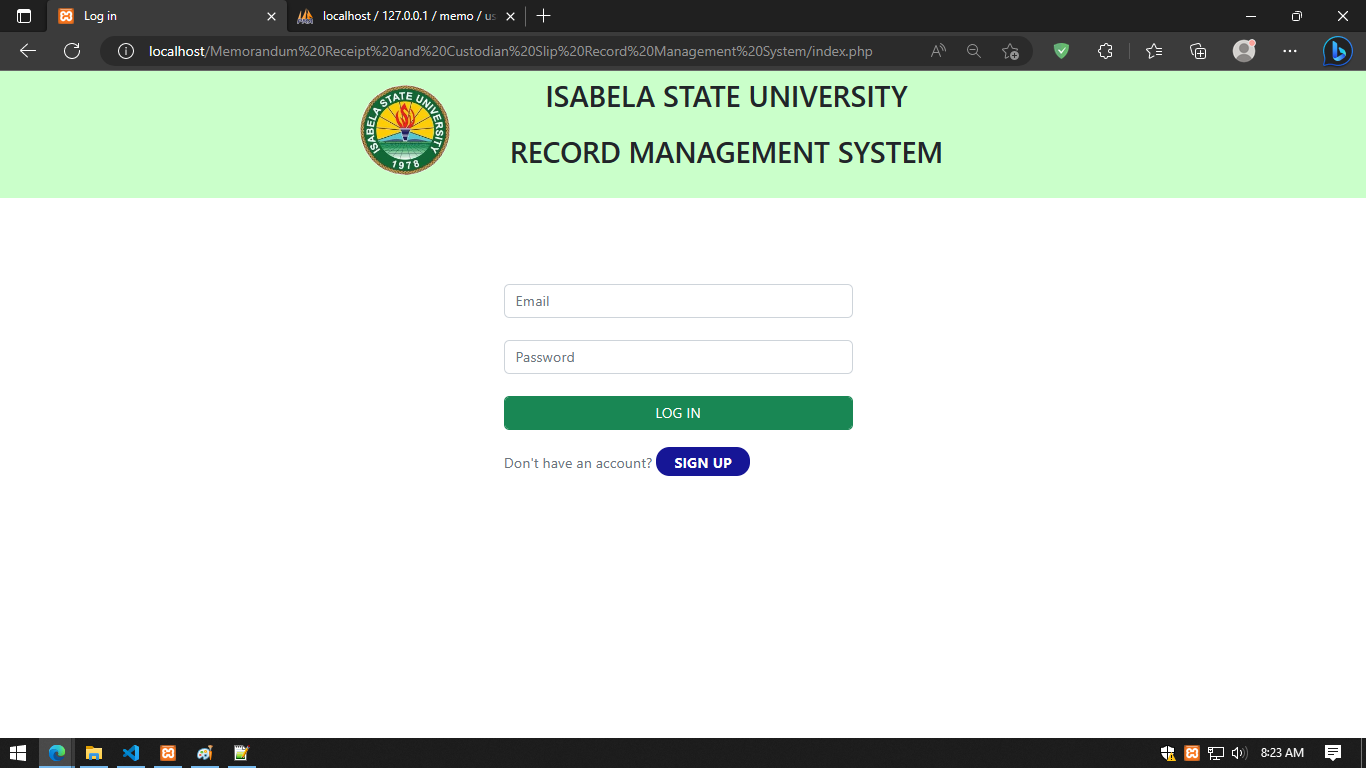 Log in
localhost / 127.0.0.1 / memo / us
localhost/Memorandum%20Receipt%20and%20Custodian%20Slip%20Record%20Management%20System/index.php
ISABELA STATE UNIVERSITY
1978
ISABELA STATE UNIVERSITY
RECORD MANAGEMENT SYSTEM
Email
Password
LOG IN
Don't have an account? SIGN UP
8:23 AM